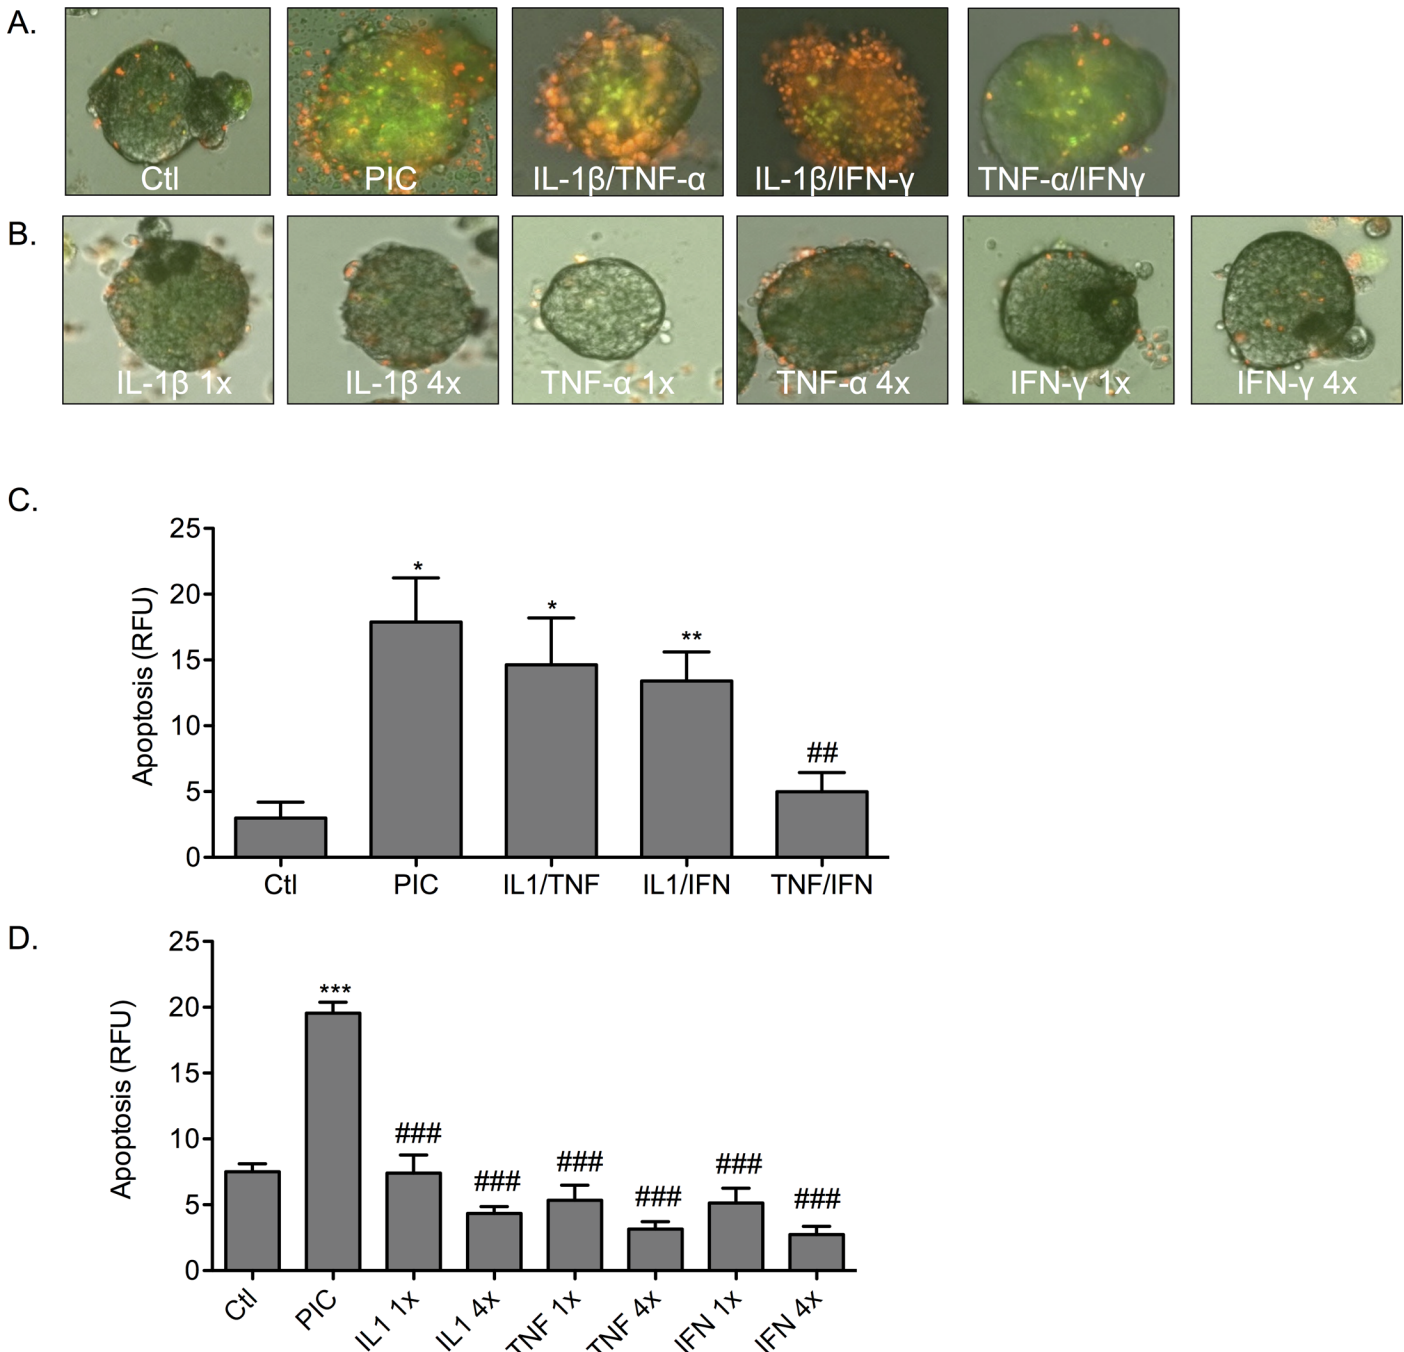 A.
Ctl
PIC
IL-1β/TNF-α
IL-1β/IFN-γ
TNF-α/IFNγ
B.
IL-1β 1x
IL-1β 4x
TNF-α 1x
TNF-α 4x
IFN-γ 1x
IFN-γ 4x
C.
Apoptosis (RFU)
25
20
15
10
5
0
*
*
**
##
Ctl
PIC
IL1/TNF
IL1/IFN
TNF/IFN
D.
Apoptosis (RFU)
25
20
15
10
5
0
***
###
###
###
###
###
###
Ctl
PIC
IL1 1x
IL1 4x
TNF 1x
TNF 4x
IFN 1x
IFN 4x